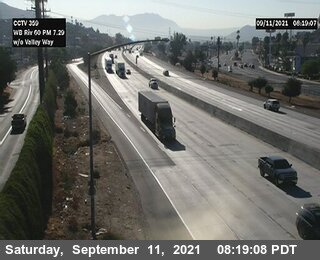 CCTV 359
WB Riv 60 PM 7.29
w/o Valley Way
09/11/2021 08:19:07
Saturday, September 11, 2021 08:19:08 PDT